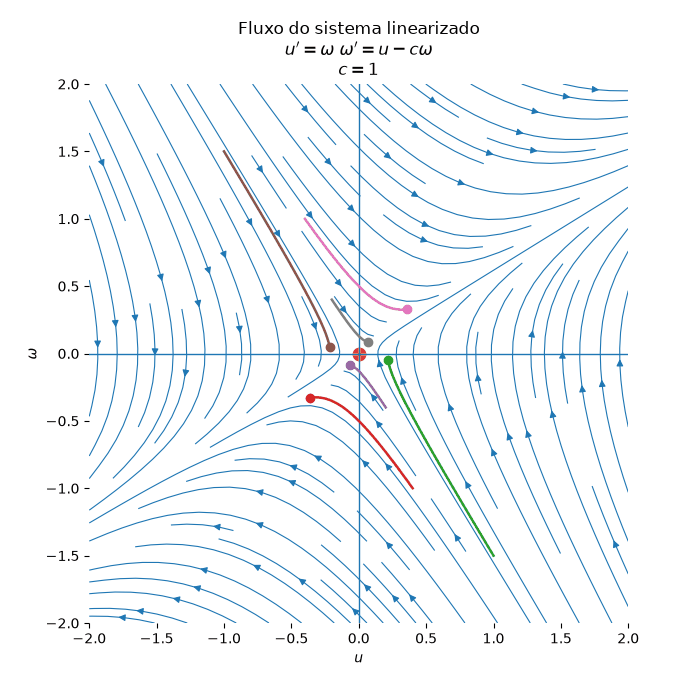 Fluxo do sistema linearizado
u′ = ω ω′ = u − cω
c = 1
2.0
1.5
1.0
0.5
0.0
−0.5
−1.0
−1.5
−2.0
ω
−2.0 −1.5 −1.0 −0.5 0.0 0.5 1.0 1.5 2.0
u